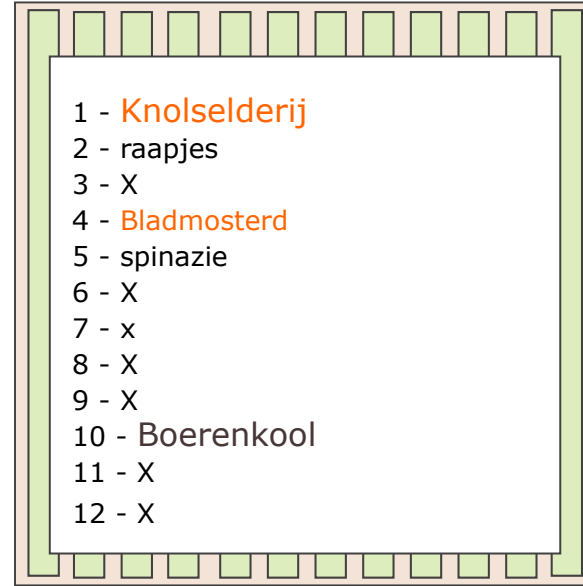 1 - Knolselderij
2 - raapjes
3 - X
4 - Bladmosterd
5 - spinazie
6 - X
7 - x
8 - X
9 - X
10 - Boerenkool
11 - X
12 - X